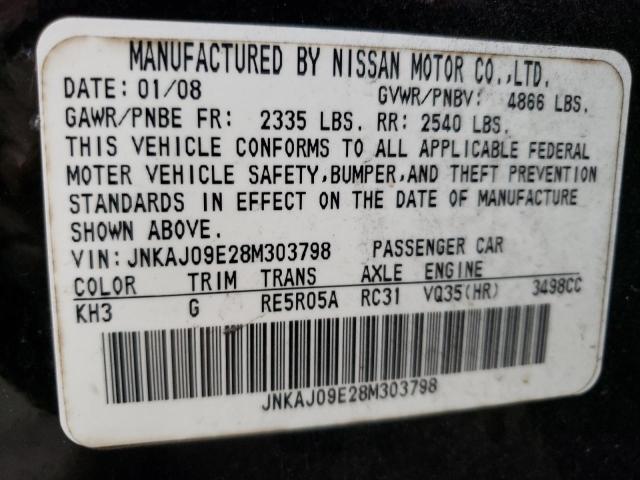 MANUFACTURED BY NISSAN MOTOR CO.,LTD.
DATE: 01/08 GVWR/PNBV: 4866 LBS.
GAWR/PNBE FR: 2335 LBS. RR: 2540 LBS.
THIS VEHICLE CONFORMS TO ALL APPLICABLE FEDERAL
MOTER VEHICLE SAFETY,BUMPER,AND THEFT PREVENTION
STANDARDS IN EFFECT ON THE DATE OF MANUFACTURE
SHOWN ABOVE.
VIN: JNKAJ09E28M303798 PASSENGER CAR
COLOR TRIM TRANS AXLE ENGINE
KH3 G RE5R05A RC31 VQ35(HR) 3498CC
JNKAJ09E28M303798